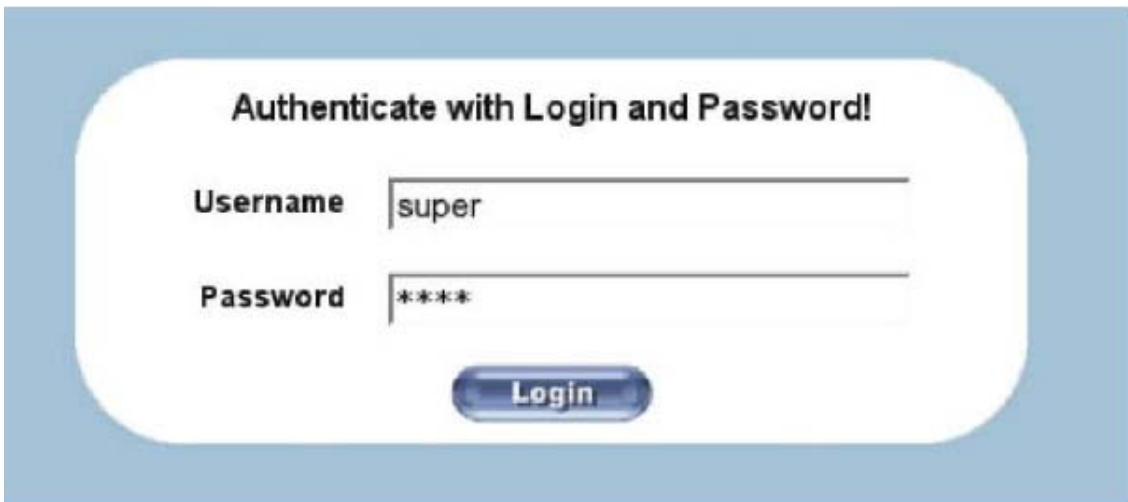 Authenticate with Login and Password!
Username super
Password ****
Login